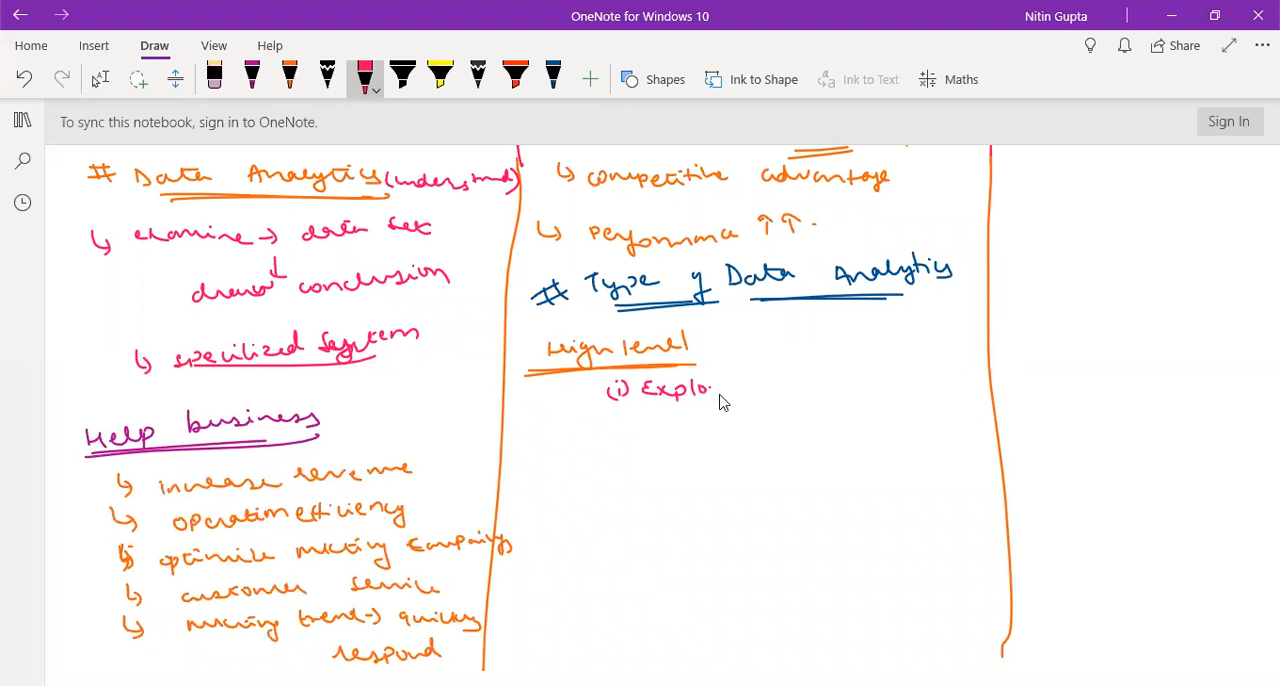 OneNote for Windows 10
Nitin Gupta
Home Insert Draw View Help
Share
Shapes Ink to Shape Ink to Text Maths
To sync this notebook, sign in to OneNote.
Sign In
# Data Analytics (understand)
↳ examine → data set
↓
draw conclusion
↳ specilized system
Help business
↳ increase revenue
↳ operation efficiency
↳ optimize mkting campaings
↳ customer service
↳ mkting trend → quickly
respond
↳ competitive advantage
↳ performance ↑↑.
# Type of Data Analytics
High level
(i) Explo.